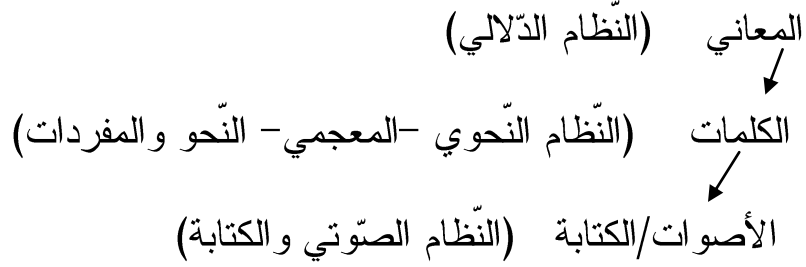 المعاني (النّظام الدّلالي)
الكلمات (النّظام النّحوي –المعجمي– النّحو والمفردات)
الأصوات/الكتابة (النّظام الصّوتي والكتابة)